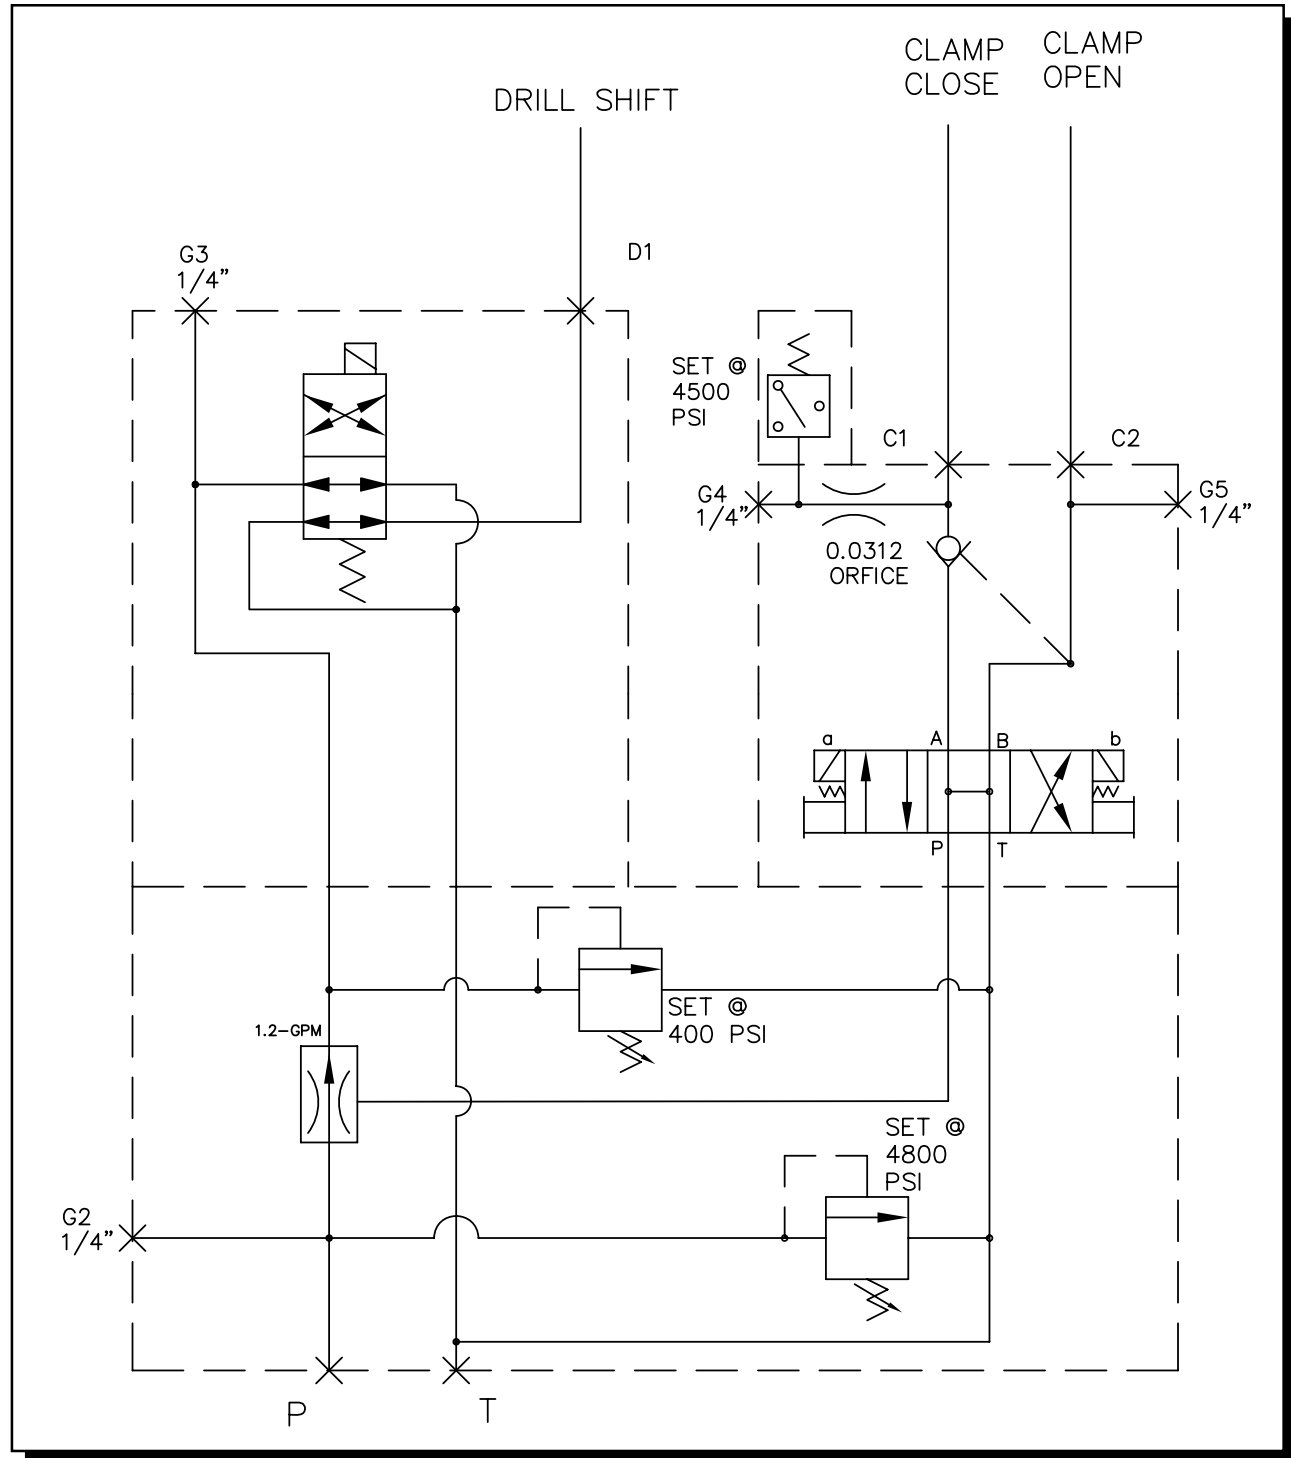 CLAMP
CLOSE
CLAMP
OPEN
DRILL SHIFT
G3
1/4"
D1
SET @
4500
PSI
C1
C2
G4
1/4"
G5
1/4"
0.0312
ORFICE
a
A
B
b
P
T
SET @
400 PSI
1.2-GPM
SET @
4800
PSI
G2
1/4"
P
T